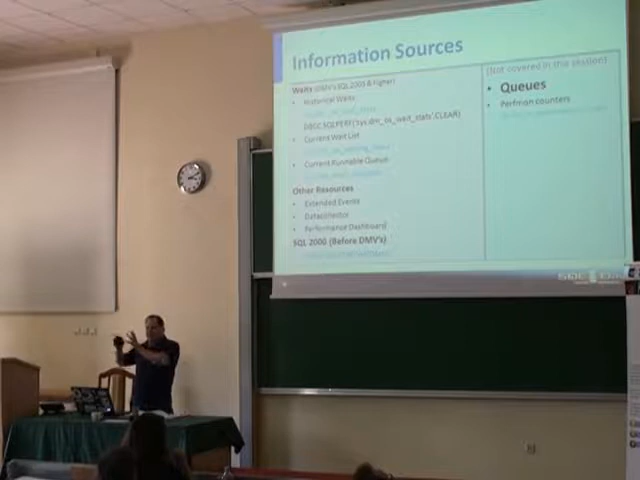 Information Sources
Waits (DMV's SQL 2005 & Higher)
• Historical Waits
DBCC SQLPERF('sys.dm_os_wait_stats',CLEAR)
• Current Wait List
• Current Runnable Queue
Other Resources
• Extended Events
• Datacollector
• Performance Dashboard
SQL 2000 (Before DMV's)
(Not covered in this session)
• Queues
• Perfmon counters